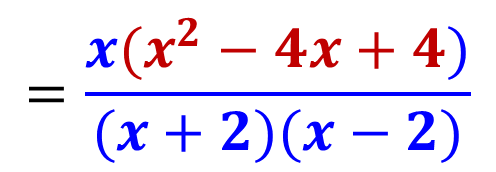 = x(x² − 4x + 4)
(x + 2)(x − 2)